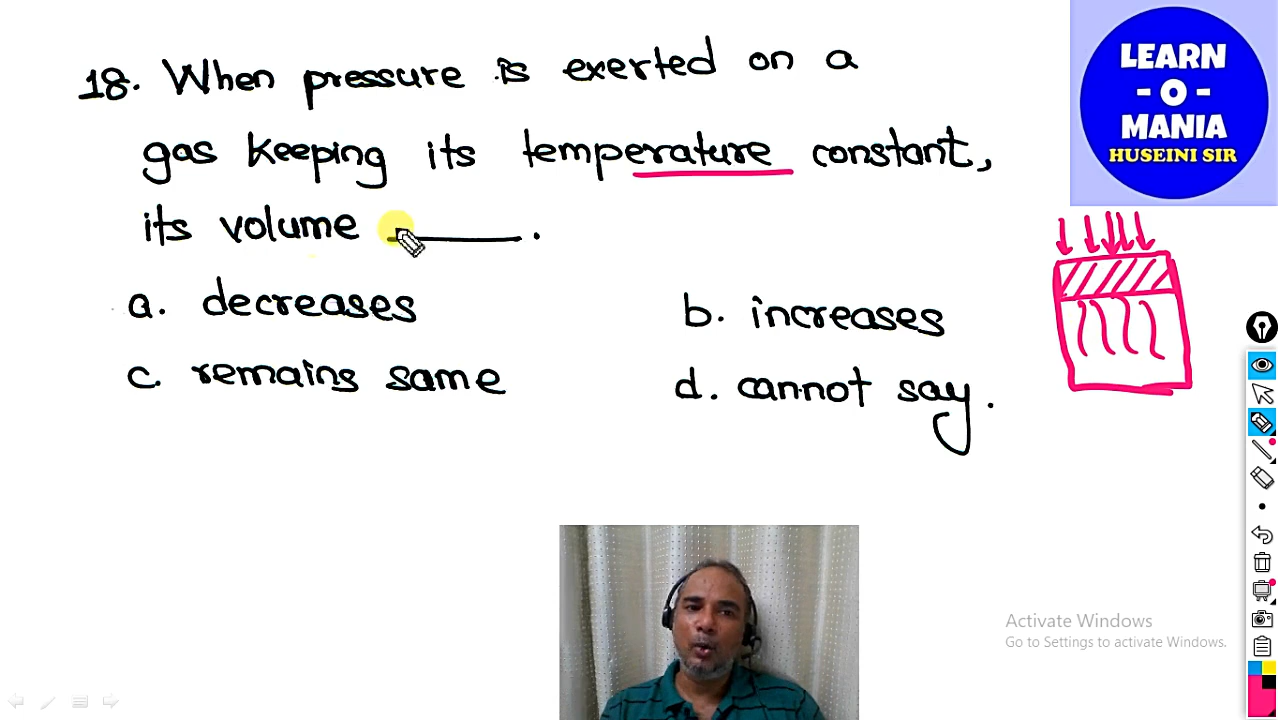 18. When pressure is exerted on a
gas keeping its temperature constant,
its volume ______.
a. decreases
b. increases
c. remains same
d. cannot say.
LEARN
- O -
MANIA
HUSEINI SIR
Activate Windows
Go to Settings to activate Windows.